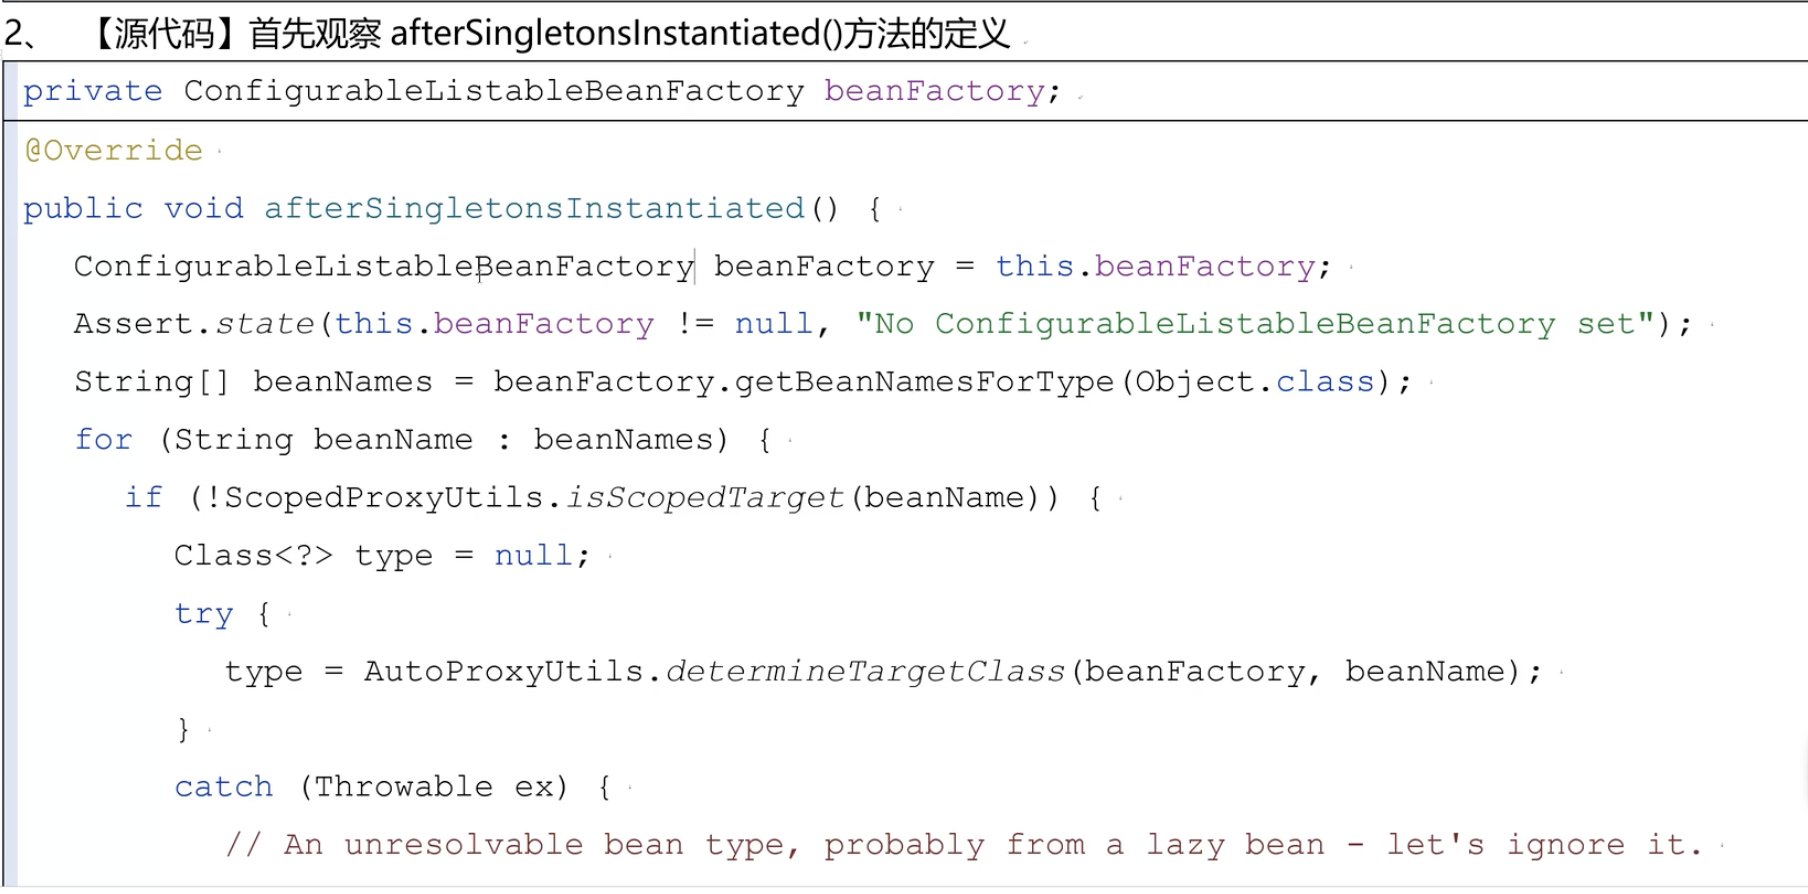 2、 【源代码】首先观察 afterSingletonsInstantiated()方法的定义
private ConfigurableListableBeanFactory beanFactory;
@Override
public void afterSingletonsInstantiated() {
ConfigurableListableBeanFactory beanFactory = this.beanFactory;
Assert.state(this.beanFactory != null, "No ConfigurableListableBeanFactory set");
String[] beanNames = beanFactory.getBeanNamesForType(Object.class);
for (String beanName : beanNames) {
if (!ScopedProxyUtils.isScopedTarget(beanName)) {
Class<?> type = null;
try {
type = AutoProxyUtils.determineTargetClass(beanFactory, beanName);
}
catch (Throwable ex) {
// An unresolvable bean type, probably from a lazy bean - let's ignore it.